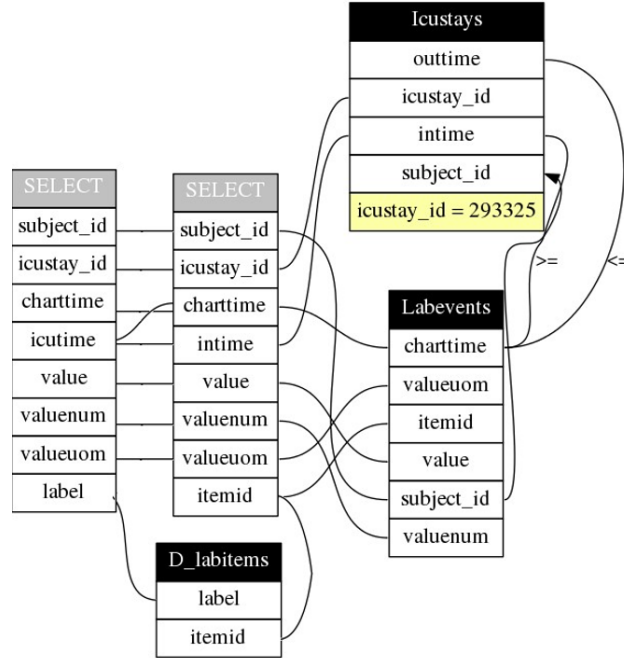 Icustays
outtime
icustay_id
intime
subject_id
icustay_id = 293325
>=
<=
SELECT
subject_id
icustay_id
charttime
icutime
value
valuenum
valueuom
label
SELECT
subject_id
icustay_id
charttime
intime
value
valuenum
valueuom
itemid
Labevents
charttime
valueuom
itemid
value
subject_id
valuenum
D_labitems
label
itemid